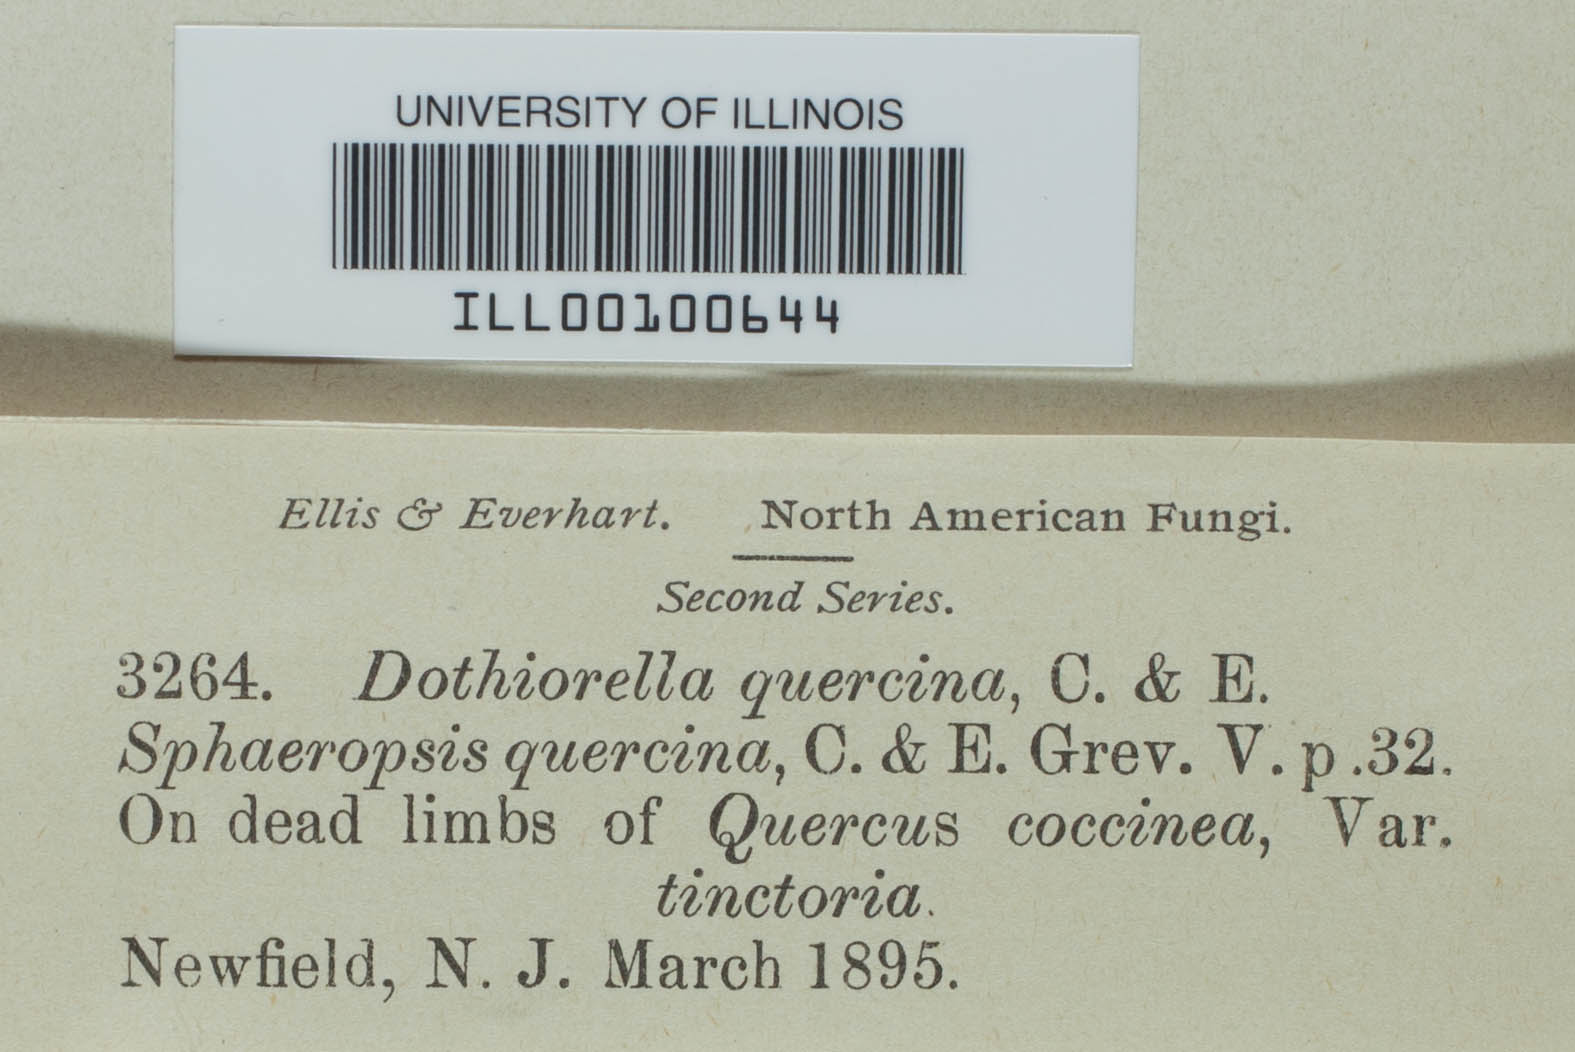 UNIVERSITY OF ILLINOIS
ILL00100644
Ellis & Everhart. North American Fungi.
Second Series.
3264. Dothiorella quercina, C. & E.
Sphaeropsis quercina, C. & E. Grev. V. p .32.
On dead limbs of Quercus coccinea, Var.
tinctoria.
Newfield, N. J. March 1895.